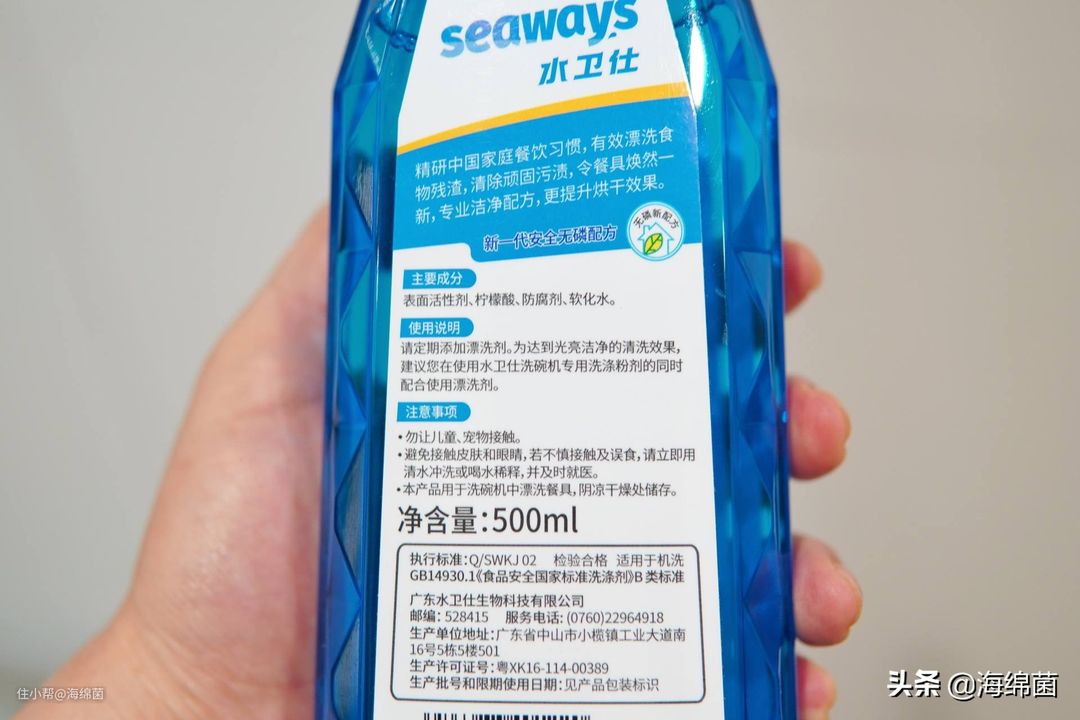 seaways
水卫仕
精研中国家庭餐饮习惯，有效漂洗食
物残渣，清除顽固污渍，令餐具焕然一
新，专业洁净配方，更提升烘干效果。
新一代安全无磷配方
无磷新配方
主要成分
表面活性剂、柠檬酸、防腐剂、软化水。
使用说明
请定期添加漂洗剂。为达到光亮洁净的清洗效果，
建议您在使用水卫仕洗碗机专用洗涤粉剂的同时
配合使用漂洗剂。
注意事项
•勿让儿童、宠物接触。
•避免接触皮肤和眼睛，若不慎接触及误食，请立即用
清水冲洗或喝水稀释，并及时就医。
•本产品用于洗碗机中漂洗餐具，阴凉干燥处储存。
净含量：500ml
执行标准：Q/SWKJ 02 检验合格 适用于机洗
GB14930.1《食品安全国家标准洗涤剂》B 类标准
广东水卫仕生物科技有限公司
邮编：528415 服务电话：(0760)22964918
生产单位地址：广东省中山市小榄镇工业大道南
16号5栋5楼501
生产许可证号：粤XK16-114-00389
生产批号和限期使用日期：见产品包装标识
住小帮@海绵菌
头条 @海绵菌